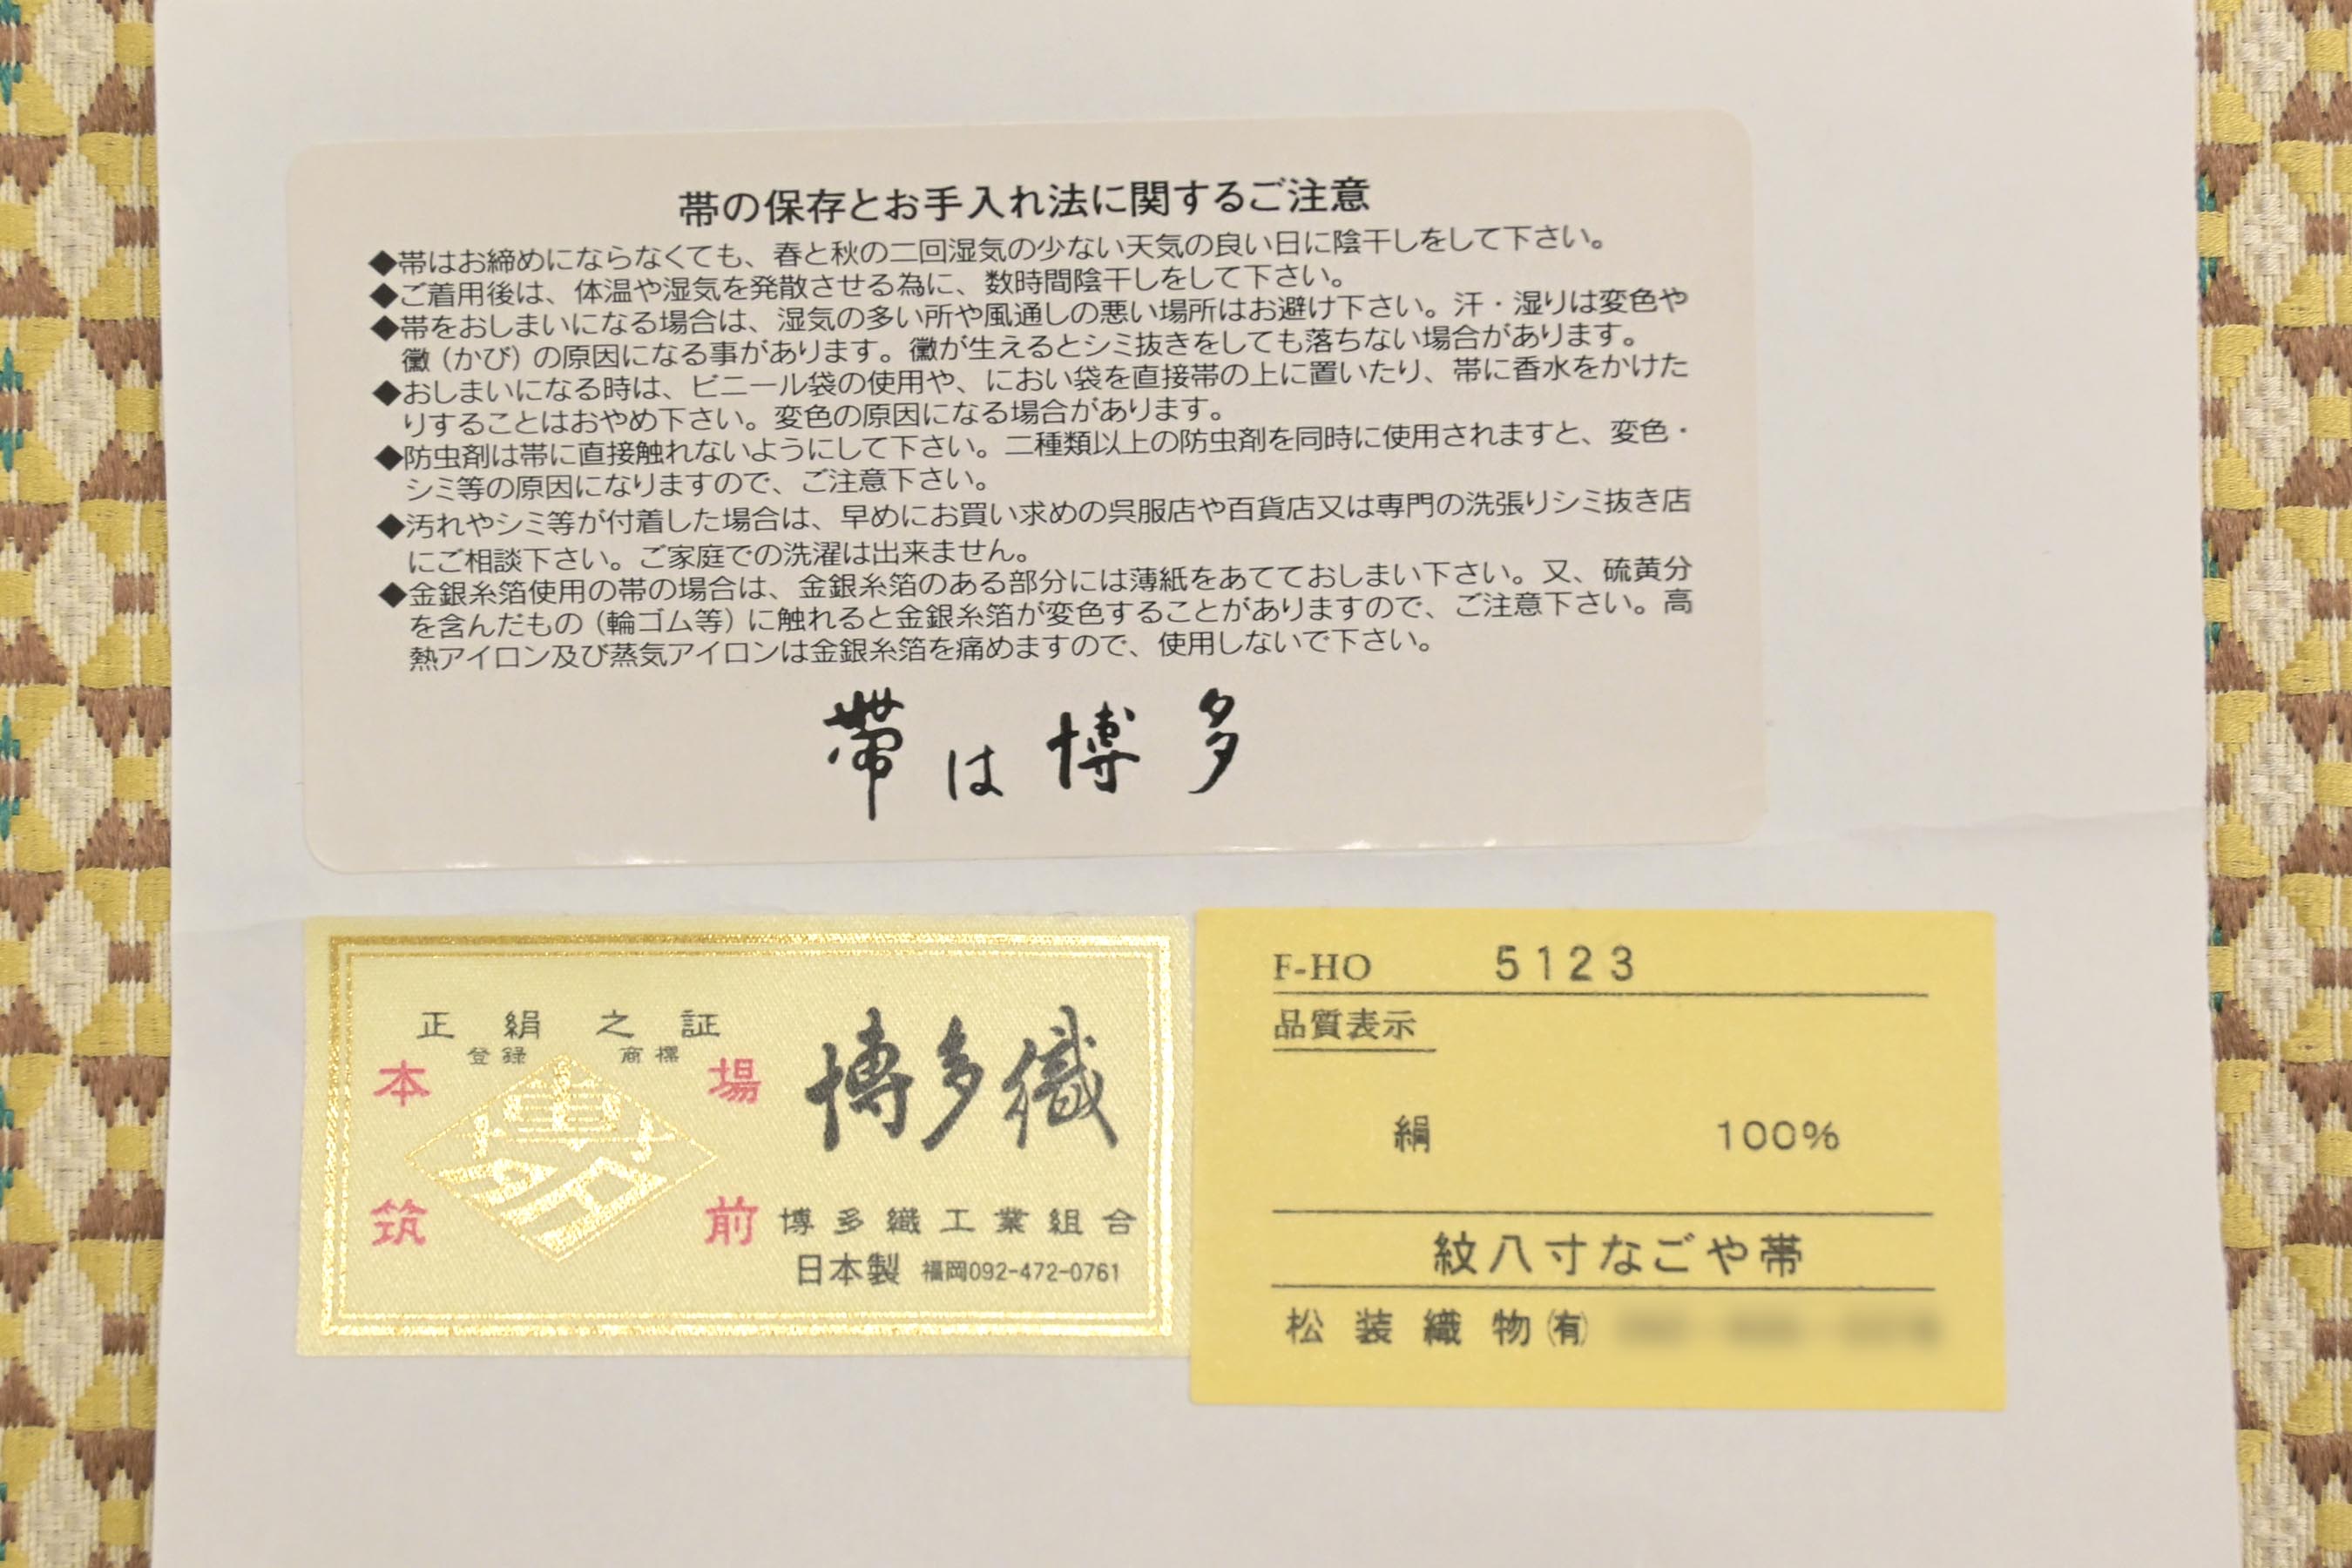 帯の保存とお手入れ法に関するご注意
◆帯はお締めにならなくても、春と秋の二回湿気の少ない天気の良い日に陰干しをして下さい。
◆ご着用後は、体温や湿気を発散させる為に、数時間陰干しをして下さい。
◆帯をおしまいになる場合は、湿気の多い所や風通しの悪い場所はお避け下さい。汗・湿りは変色や
黴（かび）の原因になる事があります。黴が生えるとシミ抜きをしても落ちない場合があります。
◆おしまいになる時は、ビニール袋の使用や、におい袋を直接帯の上に置いたり、帯に香水をかけた
りすることはおやめ下さい。変色の原因になる場合があります。
◆防虫剤は帯に直接触れないようにして下さい。二種類以上の防虫剤を同時に使用されますと、変色・
シミ等の原因になりますので、ご注意下さい。
◆汚れやシミ等が付着した場合は、早めにお買い求めの呉服店や百貨店又は専門の洗張りシミ抜き店
にご相談下さい。ご家庭での洗濯は出来ません。
◆金銀糸箔使用の帯の場合は、金銀糸箔のある部分には薄紙をあてておしまい下さい。又、硫黄分
を含んだもの（輪ゴム等）に触れると金銀糸箔が変色することがありますので、ご注意下さい。高
熱アイロン及び蒸気アイロンは金銀糸箔を痛めますので、使用しないで下さい。
帯は博多
正絹之証
登録 商標
本場
筑前
博多織
博多織工業組合
日本製 福岡092-472-0761
F-HO 5123
品質表示
絹 100%
紋八寸なごや帯
松装織物㈲